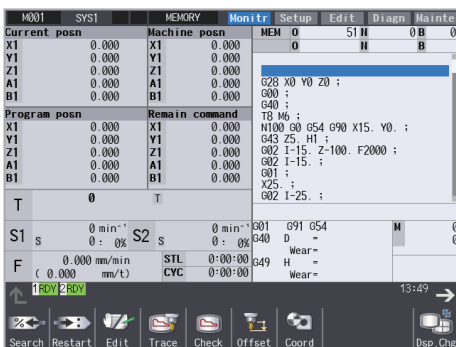 M001 SYS1 MEMORY Monitr Setup Edit Diagn Mainte
Current posn Machine posn MEM O 51 N 0 B 0
O N B
X1 0.000 X1 0.000
Y1 0.000 Y1 0.000
Z1 0.000 Z1 0.000
A1 0.000 A1 0.000
B1 0.000 B1 0.000
Program posn Remain command
X1 0.000 X1 0.000
Y1 0.000 Y1 0.000
Z1 0.000 Z1 0.000
A1 0.000 A1 0.000
B1 0.000 B1 0.000
G28 X0 Y0 Z0 ;
G00 ;
G40 ;
T8 M6 ;
N100 G0 G54 G90 X15. Y0. ;
G43 Z5. H1 ;
G02 I-15. Z-100. F2000 ;
G02 I-15. ;
G01 ;
X25. ;
G02 I-25. ;
T 0 T
S1 S 0 min⁻¹ 0: 0% S2 S 0 min⁻¹ 0: 0%
F 0.000 mm/min ( 0.000 mm/t)
STL 0:00:00
CYC 0:00:00
G01 G91 G54 M 0
G40 D =
Wear=
G49 H =
Wear=
1 RDY 2 RDY 13:49
Search Restart Edit Trace Check Offset Coord Dsp.Chg